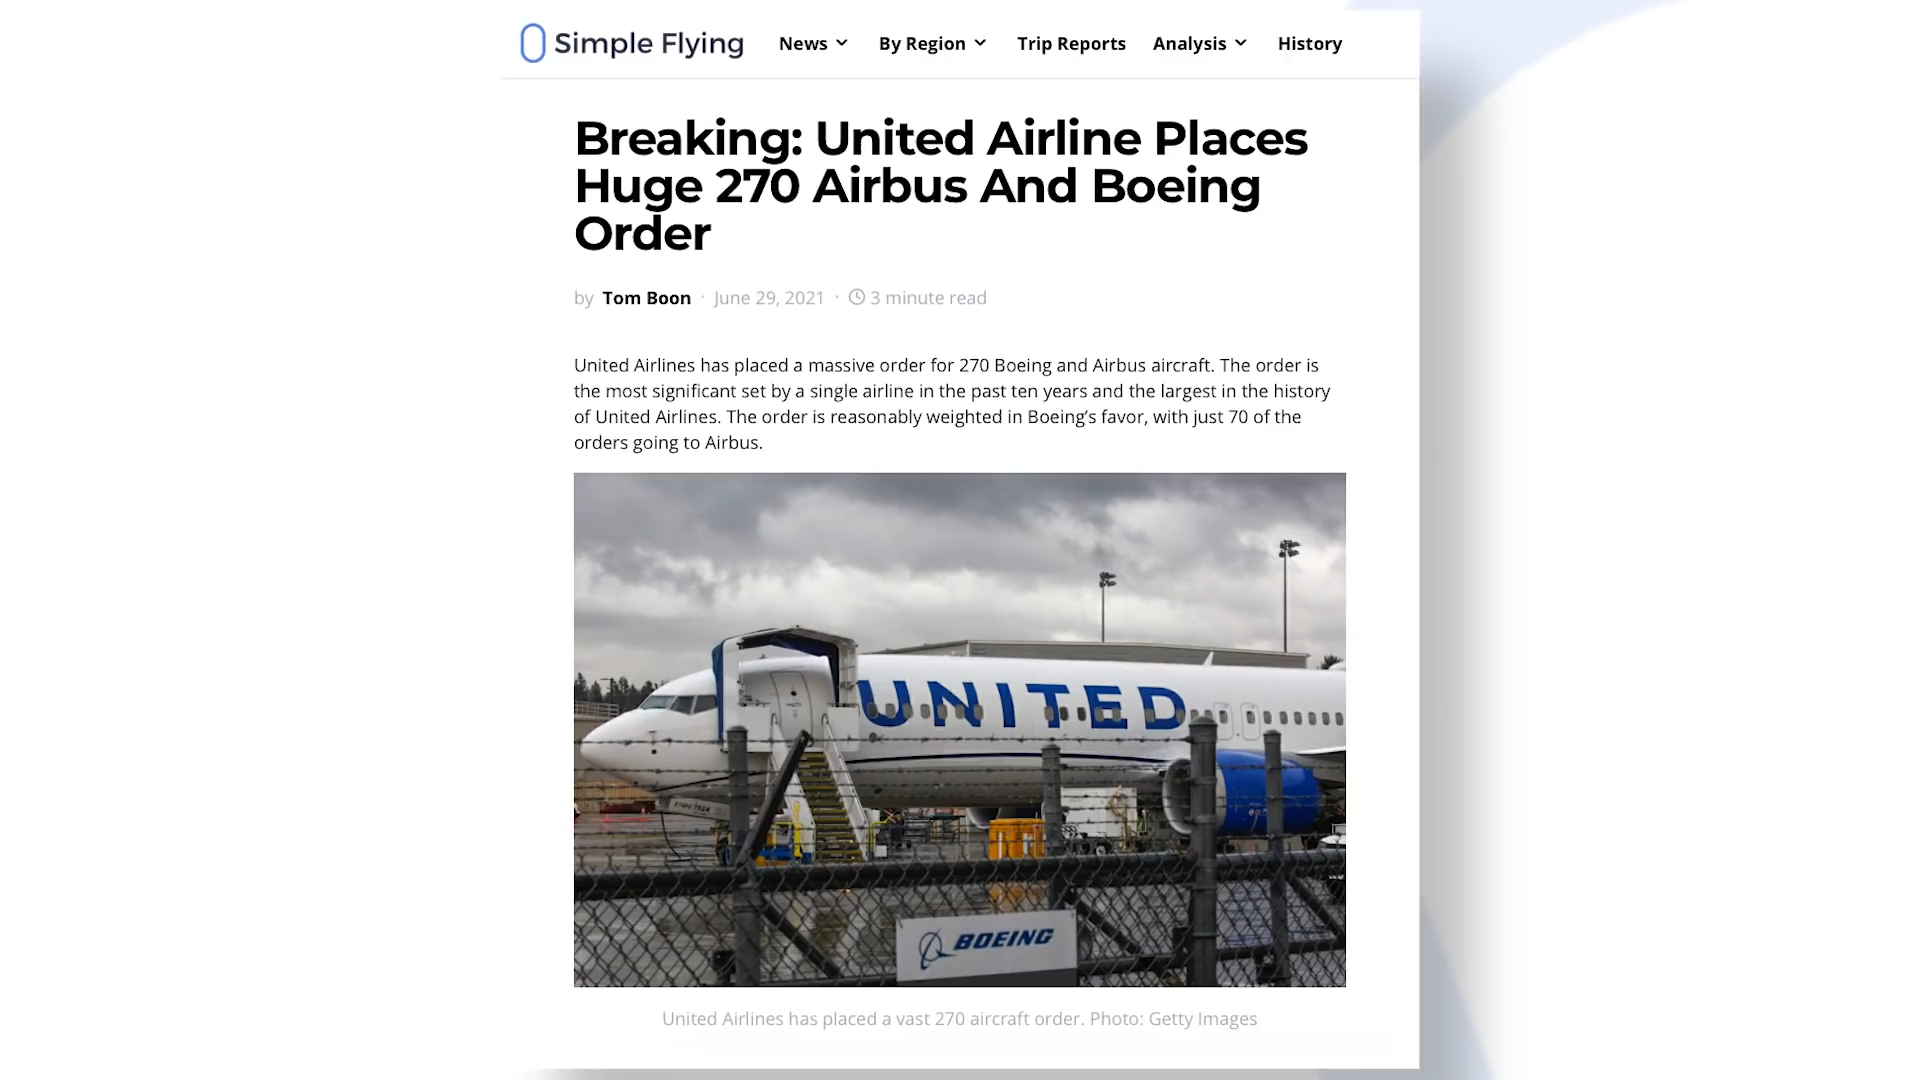 Simple Flying
News By Region Trip Reports Analysis History
Breaking: United Airline Places
Huge 270 Airbus And Boeing
Order
by Tom Boon · June 29, 2021 · 3 minute read
United Airlines has placed a massive order for 270 Boeing and Airbus aircraft. The order is
the most significant set by a single airline in the past ten years and the largest in the history
of United Airlines. The order is reasonably weighted in Boeing’s favor, with just 70 of the
orders going to Airbus.
UNITED
BOEING
United Airlines has placed a vast 270 aircraft order. Photo: Getty Images